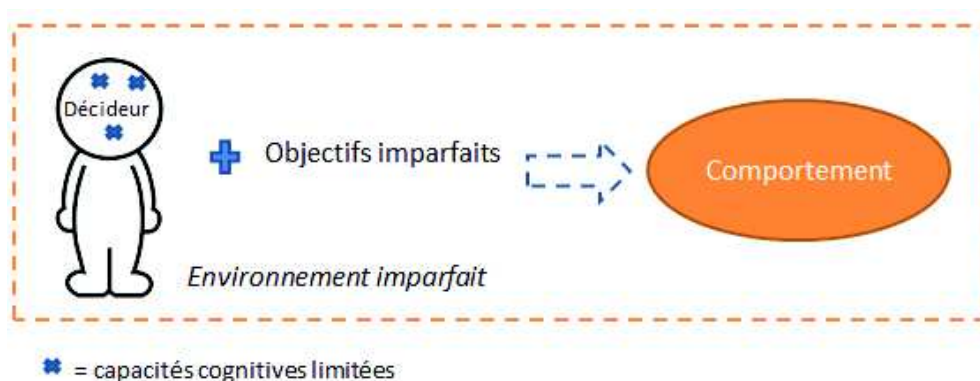 Décideur
Objectifs imparfaits
Comportement
Environnement imparfait
= capacités cognitives limitées